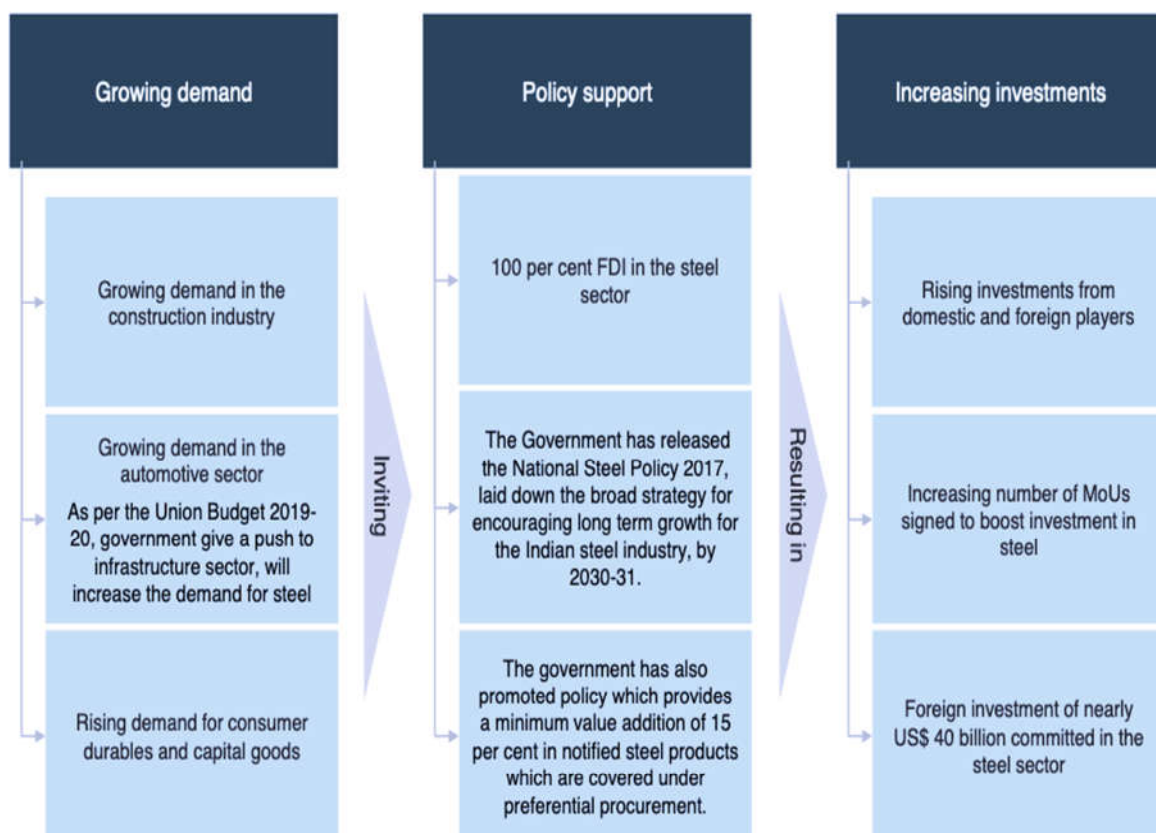 Growing demand
Growing demand in the
construction industry
Growing demand in the
automotive sector
As per the Union Budget 2019-
20, government give a push to
infrastructure sector, will
increase the demand for steel
Rising demand for consumer
durables and capital goods
Inviting
Policy support
100 per cent FDI in the steel
sector
The Government has released
the National Steel Policy 2017,
laid down the broad strategy for
encouraging long term growth for
the Indian steel industry, by
2030-31.
The government has also
promoted policy which provides
a minimum value addition of 15
per cent in notified steel products
which are covered under
preferential procurement.
Resulting in
Increasing investments
Rising investments from
domestic and foreign players
Increasing number of MoUs
signed to boost investment in
steel
Foreign investment of nearly
US$ 40 billion committed in the
steel sector